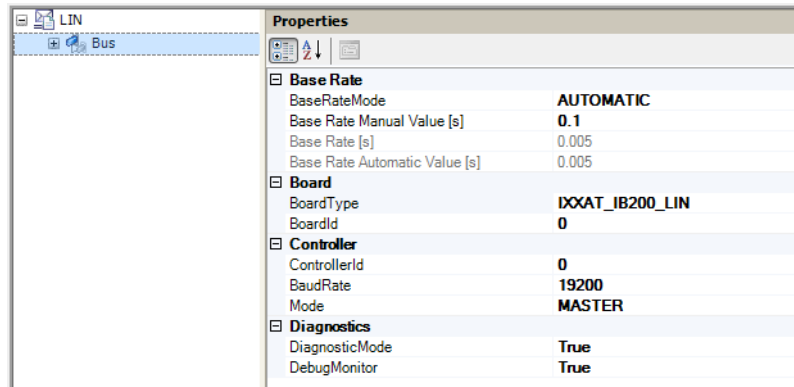 LIN
Bus
Properties
Base Rate
BaseRateMode AUTOMATIC
Base Rate Manual Value [s] 0.1
Base Rate [s] 0.005
Base Rate Automatic Value [s] 0.005
Board
BoardType IXXAT_IB200_LIN
BoardId 0
Controller
ControllerId 0
BaudRate 19200
Mode MASTER
Diagnostics
DiagnosticMode True
DebugMonitor True